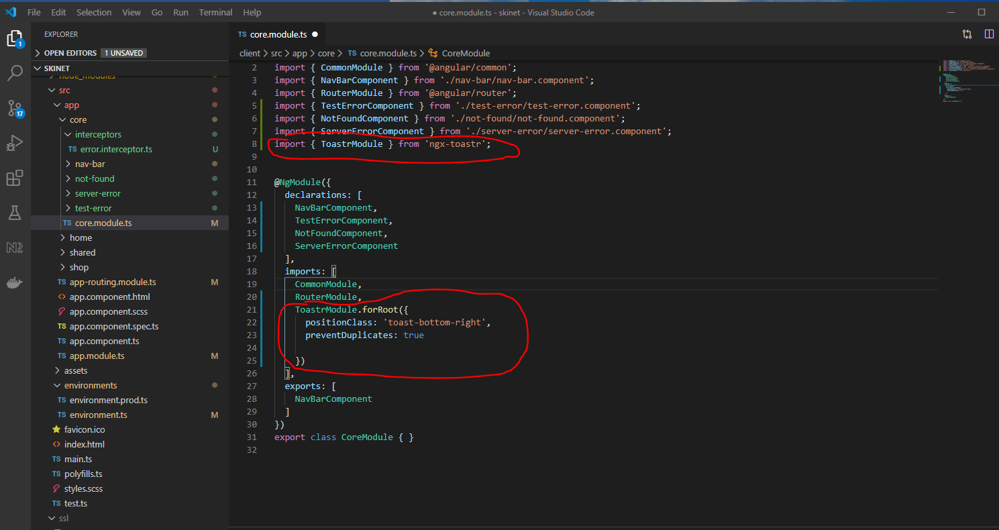 File Edit Selection View Go Run Terminal Help
● core.module.ts - skinet - Visual Studio Code
EXPLORER
OPEN EDITORS 1 UNSAVED
SKINET
node_modules
src
app
core
interceptors
TS error.interceptor.ts U
nav-bar
not-found
server-error
test-error
TS core.module.ts M
home
shared
shop
TS app-routing.module.ts M
<> app.component.html
app.component.scss
TS app.component.spec.ts
TS app.component.ts
TS app.module.ts M
assets
environments
TS environment.prod.ts
TS environment.ts M
favicon.ico
<> index.html
TS main.ts
TS polyfills.ts
styles.scss
TS test.ts
ssl
1
17
TS core.module.ts ●
client > src > app > core > TS core.module.ts > CoreModule
2 import { CommonModule } from '@angular/common';
3 import { NavBarComponent } from './nav-bar/nav-bar.component';
4 import { RouterModule } from '@angular/router';
5 import { TestErrorComponent } from './test-error/test-error.component';
6 import { NotFoundComponent } from './not-found/not-found.component';
7 import { ServerErrorComponent } from './server-error/server-error.component';
8 import { ToastrModule } from 'ngx-toastr';
9
10
11 @NgModule({
12 declarations: [
13 NavBarComponent,
14 TestErrorComponent,
15 NotFoundComponent,
16 ServerErrorComponent
17 ],
18 imports: [
19 CommonModule,
20 RouterModule,
21 ToastrModule.forRoot({
22 positionClass: 'toast-bottom-right',
23 preventDuplicates: true
24
25 })
26 ],
27 exports: [
28 NavBarComponent
29 ]
30 })
31 export class CoreModule { }
32